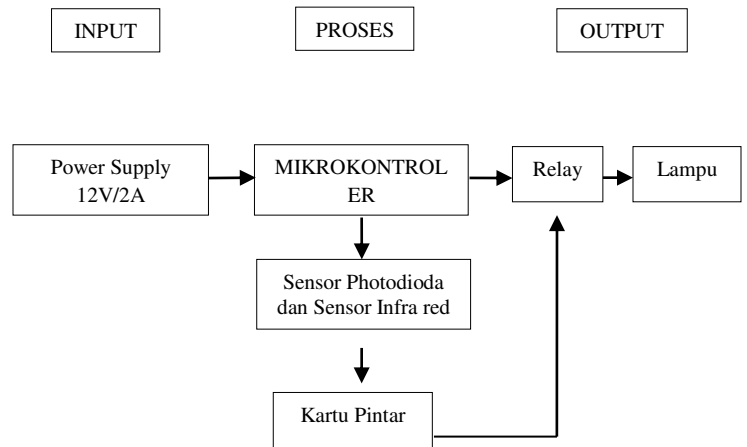 INPUT
PROSES
OUTPUT
Power Supply
12V/2A
MIKROKONTROL
ER
Relay
Lampu
Sensor Photodioda
dan Sensor Infra red
Kartu Pintar